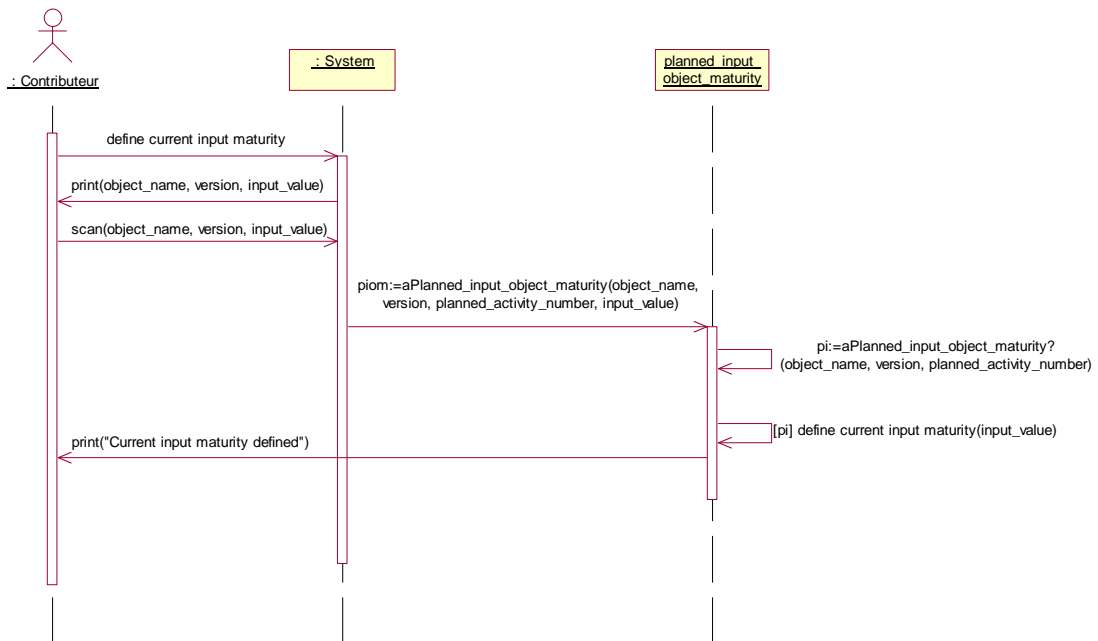 : Contributeur
: System
planned_input_
object_maturity
define current input maturity
print(object_name, version, input_value)
scan(object_name, version, input_value)
piom:=aPlanned_input_object_maturity(object_name,
version, planned_activity_number, input_value)
pi:=aPlanned_input_object_maturity?
(object_name, version, planned_activity_number)
[pi] define current input maturity(input_value)
print("Current input maturity defined")